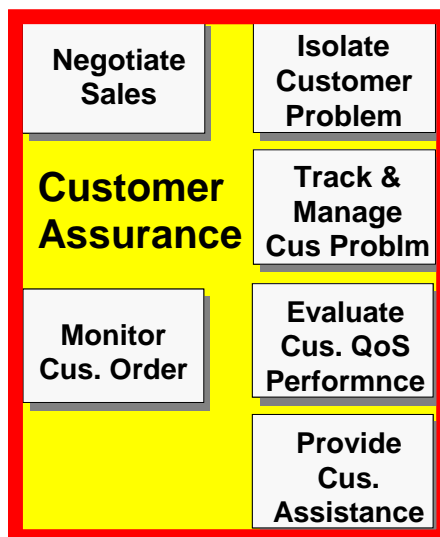 Negotiate
Sales
Isolate
Customer
Problem
Customer
Assurance
Track &
Manage
Cus Problm
Monitor
Cus. Order
Evaluate
Cus. QoS
Performnce
Provide
Cus.
Assistance